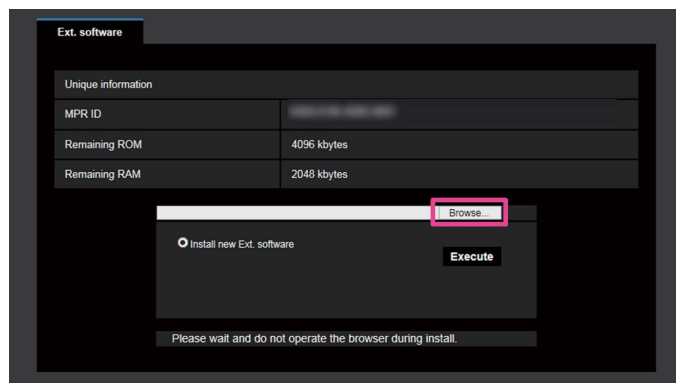 Ext. software
Unique information
MPR ID
Remaining ROM 4096 kbytes
Remaining RAM 2048 kbytes
Browse...
Install new Ext. software
Execute
Please wait and do not operate the browser during install.